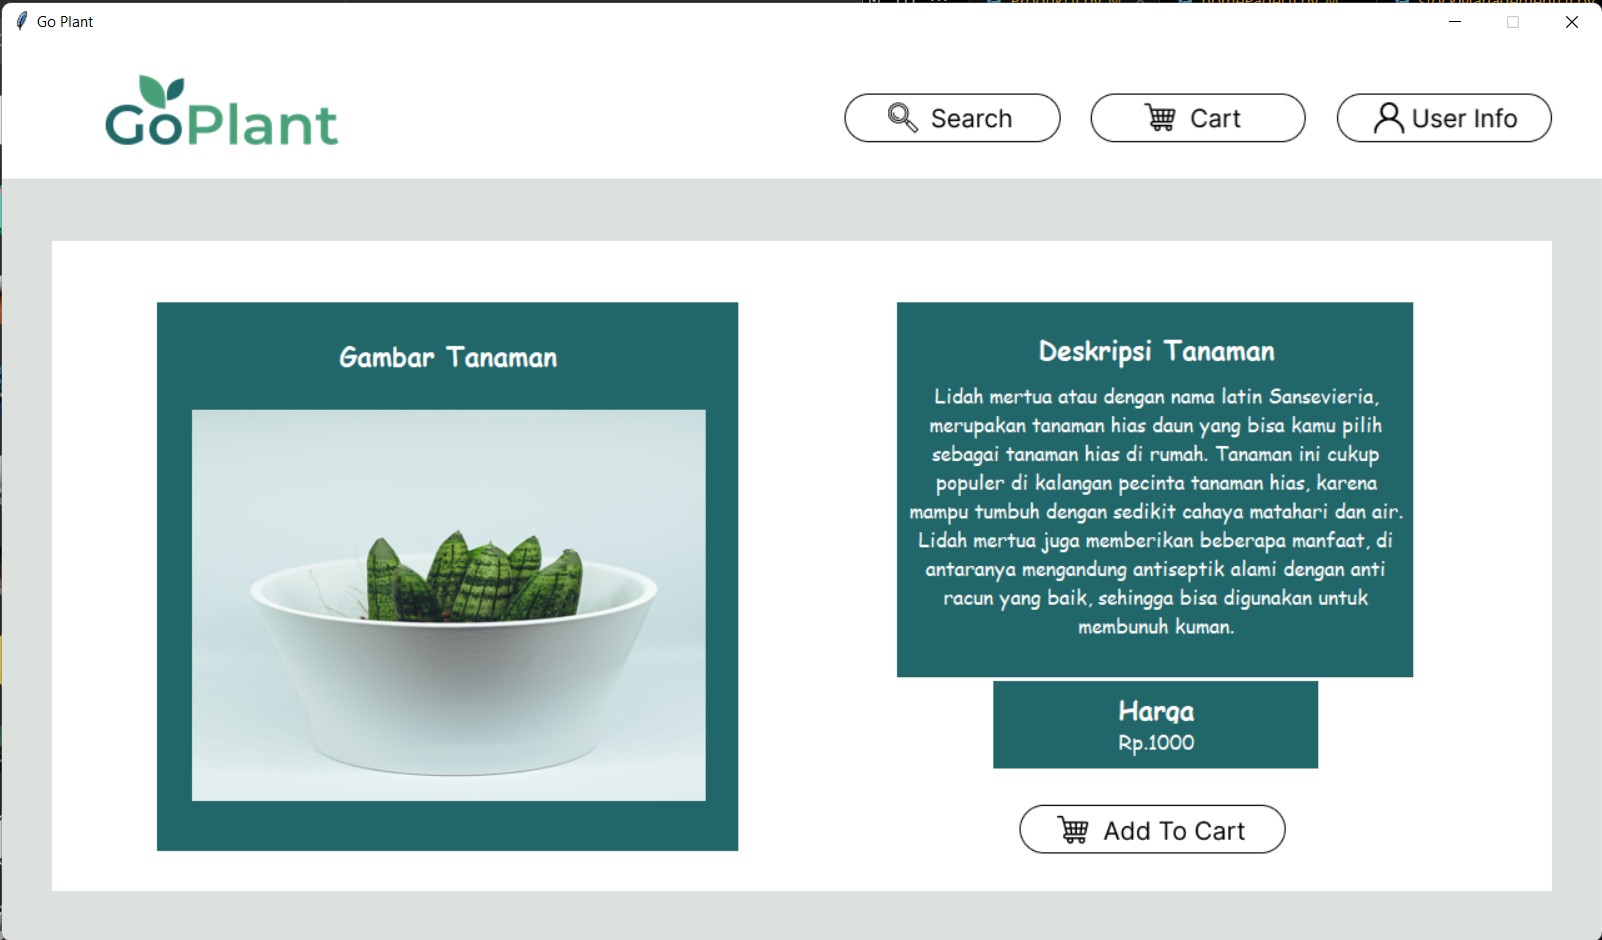 Go Plant
GoPlant
Search
Cart
User Info
Gambar Tanaman
Deskripsi Tanaman
Lidah mertua atau dengan nama latin Sansevieria,
merupakan tanaman hias daun yang bisa kamu pilih
sebagai tanaman hias di rumah. Tanaman ini cukup
populer di kalangan pecinta tanaman hias, karena
mampu tumbuh dengan sedikit cahaya matahari dan air.
Lidah mertua juga memberikan beberapa manfaat, di
antaranya mengandung antiseptik alami dengan anti
racun yang baik, sehingga bisa digunakan untuk
membunuh kuman.
Harga
Rp.1000
Add To Cart